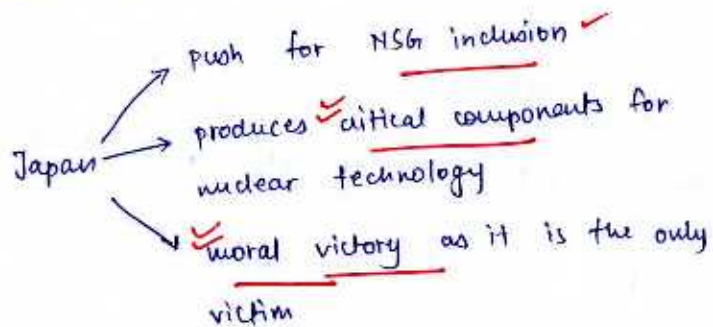 push for NSG inclusion
produces critical components for
Japan
nuclear technology
moral victory as it is the only
victim